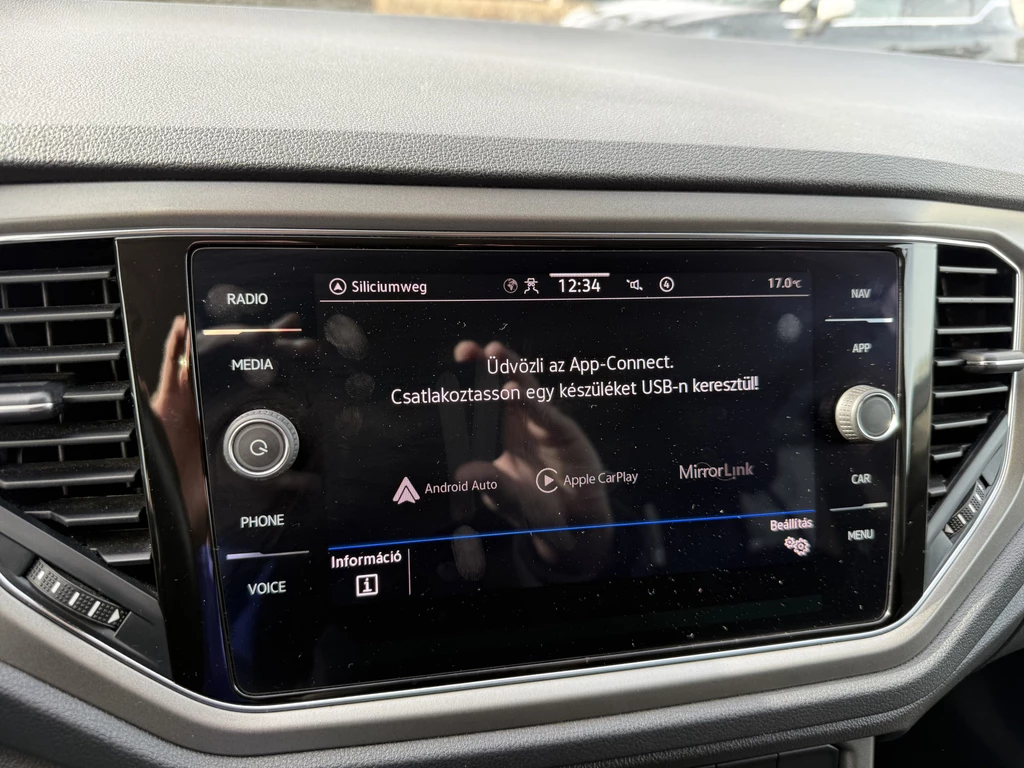 RADIO
MEDIA
PHONE
VOICE
Siliciumweg
12:34
4
17.0°C
Üdvözli az App-Connect.
Csatlakoztasson egy készüléket USB-n keresztül!
Android Auto
Apple CarPlay
MirrorLink
Információ
i
Beállítás
NAV
APP
CAR
MENU